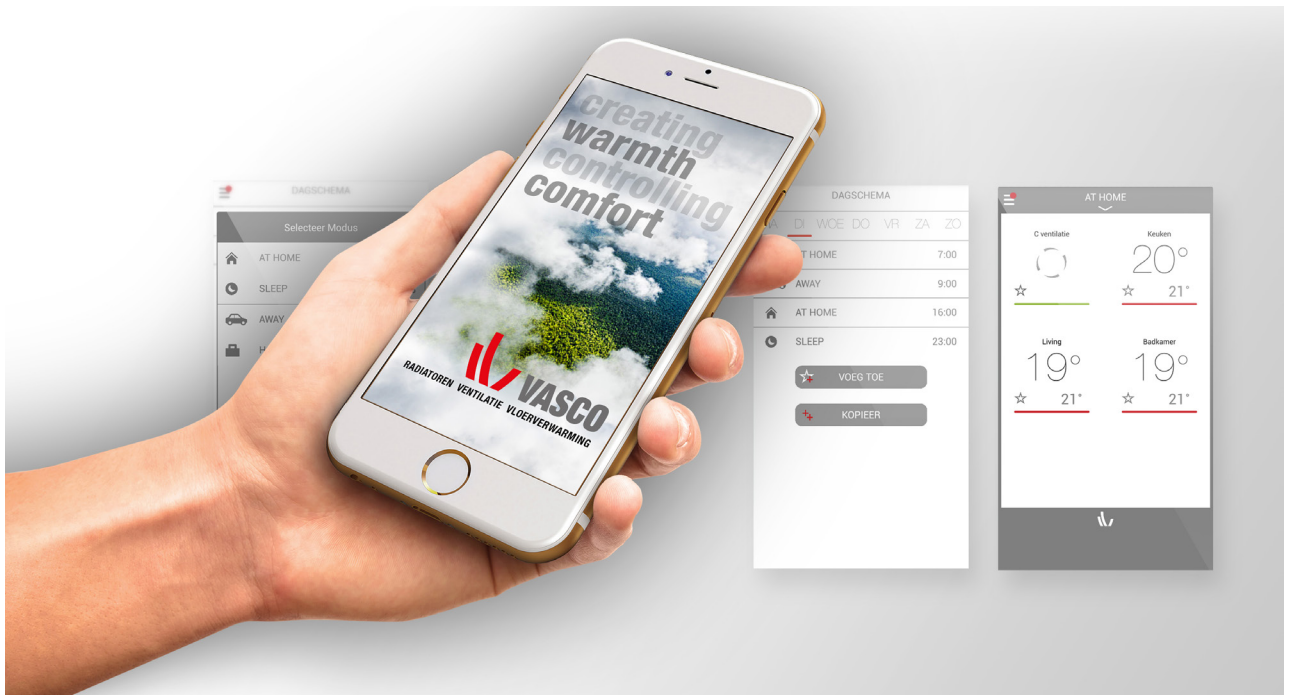 creating
warmth
controlling
comfort
VASCO
RADIATOREN VENTILATIE VLOERVERWARMING
DAGSCHEMA
Selecteer Modus
AT HOME
SLEEP
AWAY
DAGSCHEMA
DI WOE DO VR ZA ZO
HOME 7:00
AWAY 9:00
AT HOME 16:00
SLEEP 23:00
VOEG TOE
KOPIEER
AT HOME
C ventilatie Keuken
20°
21°
Living Badkamer
19° 19°
21° 21°